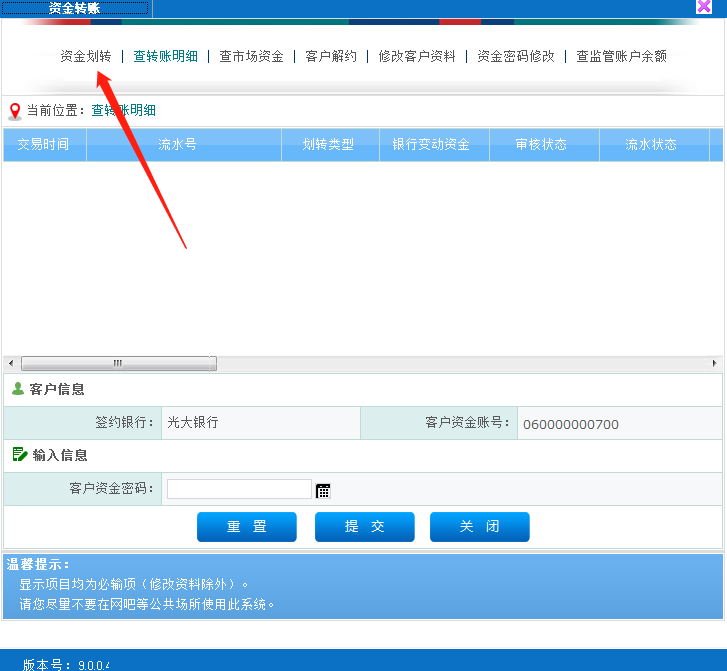 资金转账
资金划转 | 查转账明细 | 查市场资金 | 客户解约 | 修改客户资料 | 资金密码修改 | 查监管账户余额
当前位置：查转账明细
交易时间 流水号 划转类型 银行变动资金 审核状态 流水状态
客户信息
签约银行： 光大银行 客户资金账号： 060000000700
输入信息
客户资金密码：
重 置 提 交 关 闭
温馨提示：
显示项目均为必输项（修改资料除外）。
请您尽量不要在网吧等公共场所使用此系统。
版本号：9.0.0.4